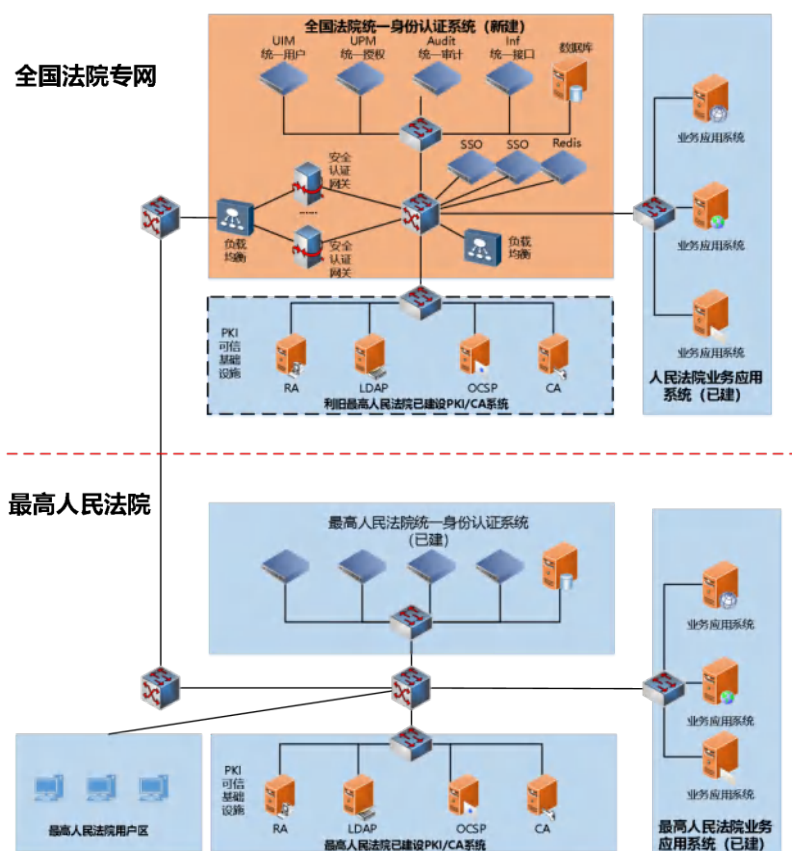 全国法院专网
全国法院统一身份认证系统（新建）
UIM
统一用户
UPM
统一授权
Audit
统一审计
Inf
统一接口
数据库
SSO
SSO
Redis
安全
认证
网关
......
安全
认证
网关
负载
均衡
负载
均衡
业务应用系统
业务应用系统
业务应用系统
人民法院业务应用
系统（已建）
PKI
可信
基础
设施
RA
LDAP
OCSP
CA
利旧最高人民法院已建设PKI/CA系统
最高人民法院
最高人民法院统一身份认证系统
（已建）
业务应用系统
业务应用系统
业务应用系统
最高人民法院业务
应用系统（已建）
最高人民法院用户区
PKI
可信
基础
设施
RA
LDAP
OCSP
CA
最高人民法院已建设PKI/CA系统